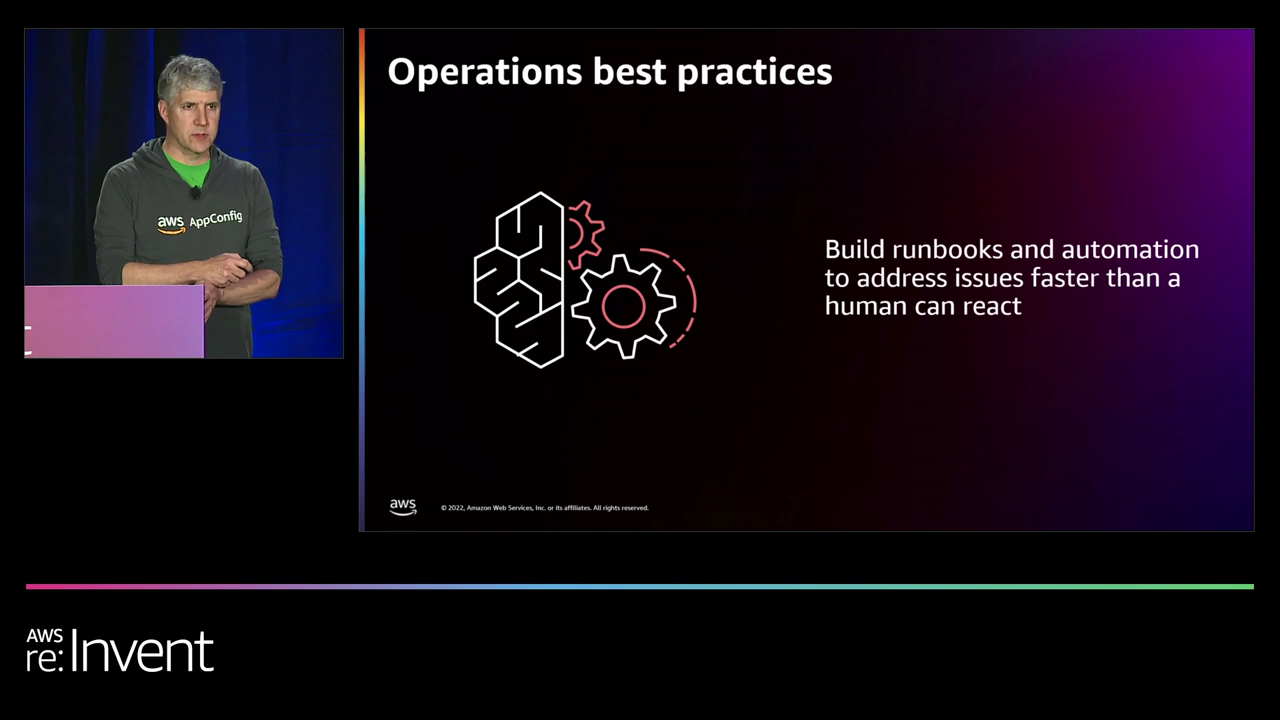 Operations best practices
aws AppConfig
Build runbooks and automation
to address issues faster than a
human can react
aws
© 2022, Amazon Web Services, Inc. or its affiliates. All rights reserved.
AWS
re:Invent